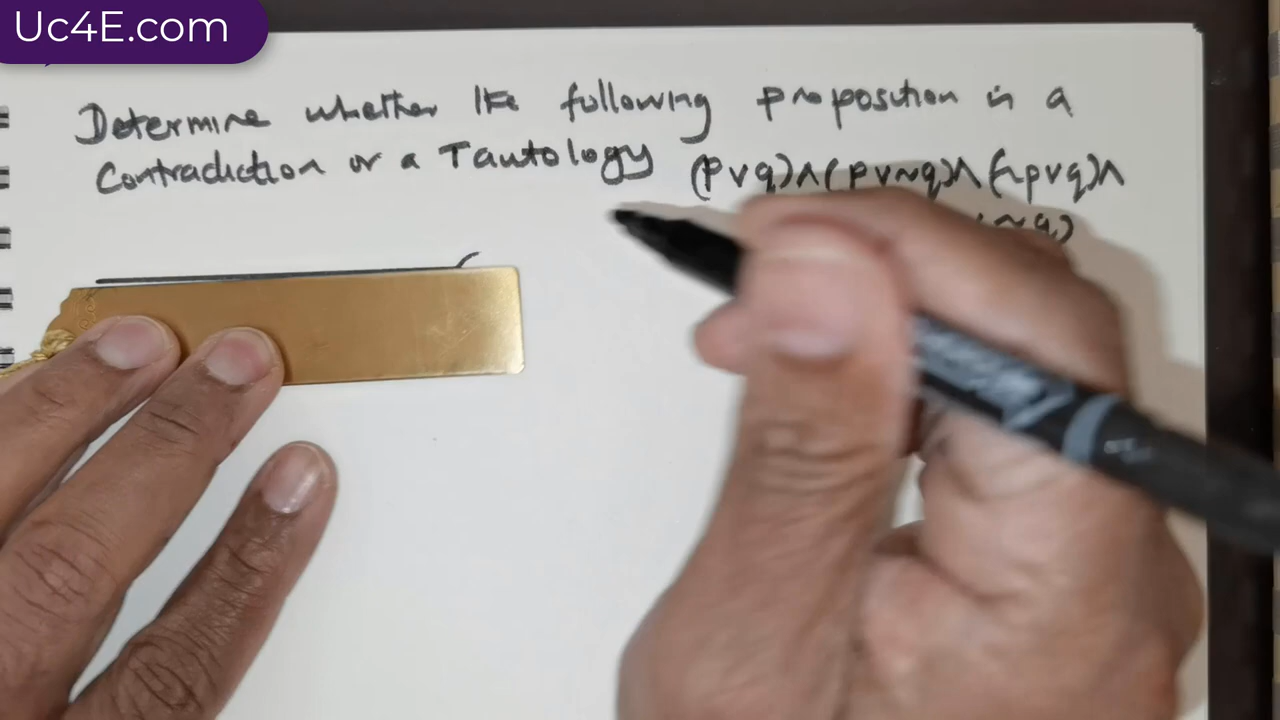 Uc4E.com
Determine whether the following proposition is a
Contradiction or a Tautology (p∨q)∧(p∨~q)∧(~p∨q)∧
~q)